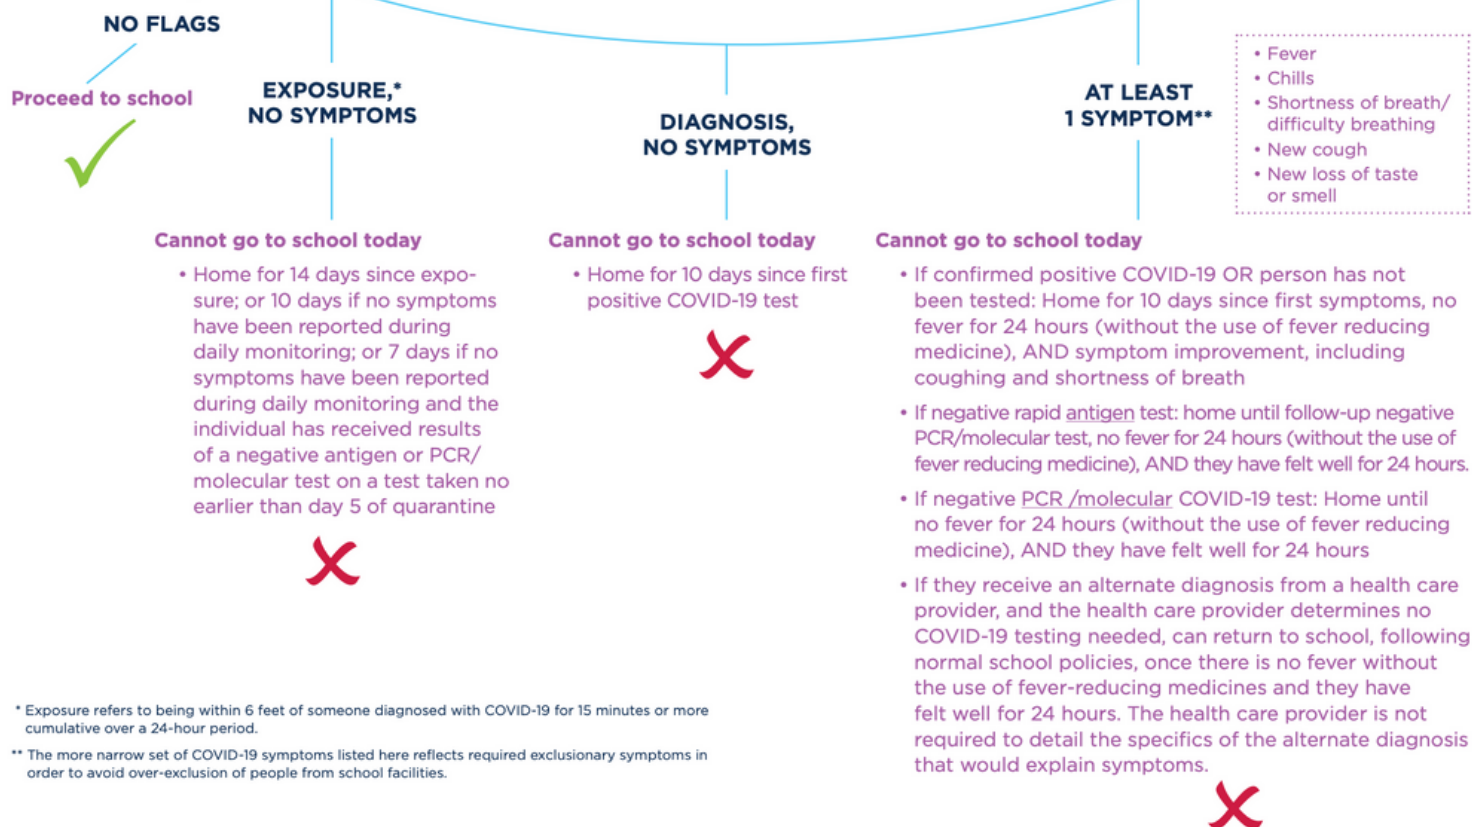 NO FLAGS
Proceed to school
EXPOSURE,*
NO SYMPTOMS
Cannot go to school today
• Home for 14 days since expo-
sure; or 10 days if no symptoms
have been reported during
daily monitoring; or 7 days if no
symptoms have been reported
during daily monitoring and the
individual has received results
of a negative antigen or PCR/
molecular test on a test taken no
earlier than day 5 of quarantine
DIAGNOSIS,
NO SYMPTOMS
Cannot go to school today
• Home for 10 days since first
positive COVID-19 test
AT LEAST
1 SYMPTOM**
• Fever
• Chills
• Shortness of breath/
difficulty breathing
• New cough
• New loss of taste
or smell
Cannot go to school today
• If confirmed positive COVID-19 OR person has not
been tested: Home for 10 days since first symptoms, no
fever for 24 hours (without the use of fever reducing
medicine), AND symptom improvement, including
coughing and shortness of breath
• If negative rapid antigen test: home until follow-up negative
PCR/molecular test, no fever for 24 hours (without the use of
fever reducing medicine), AND they have felt well for 24 hours.
• If negative PCR /molecular COVID-19 test: Home until
no fever for 24 hours (without the use of fever reducing
medicine), AND they have felt well for 24 hours
• If they receive an alternate diagnosis from a health care
provider, and the health care provider determines no
COVID-19 testing needed, can return to school, following
normal school policies, once there is no fever without
the use of fever-reducing medicines and they have
felt well for 24 hours. The health care provider is not
required to detail the specifics of the alternate diagnosis
that would explain symptoms.
* Exposure refers to being within 6 feet of someone diagnosed with COVID-19 for 15 minutes or more
cumulative over a 24-hour period.
** The more narrow set of COVID-19 symptoms listed here reflects required exclusionary symptoms in
order to avoid over-exclusion of people from school facilities.